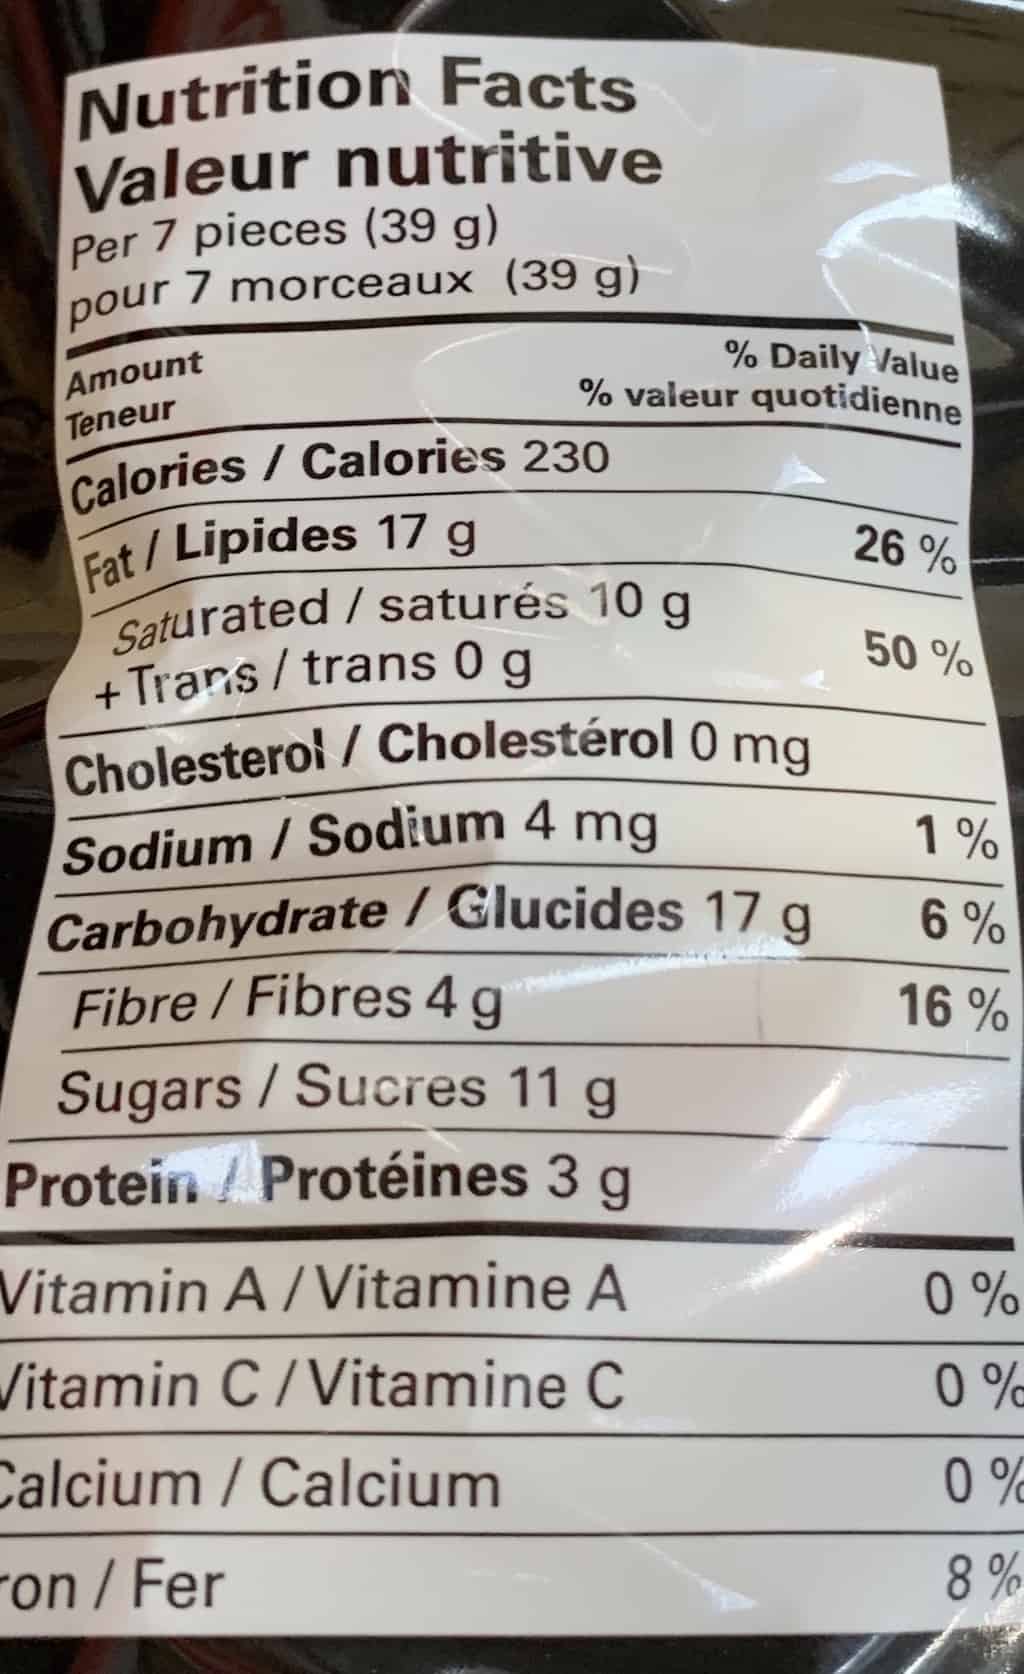 Nutrition Facts
Valeur nutritive
Per 7 pieces (39 g)
pour 7 morceaux (39 g)
Amount
Teneur
% Daily Value
% valeur quotidienne
Calories / Calories 230
Fat / Lipides 17 g 26 %
Saturated / saturés 10 g
+ Trans / trans 0 g 50 %
Cholesterol / Cholestérol 0 mg
Sodium / Sodium 4 mg 1 %
Carbohydrate / Glucides 17 g 6 %
Fibre / Fibres 4 g 16 %
Sugars / Sucres 11 g
Protein / Protéines 3 g
Vitamin A / Vitamine A 0 %
Vitamin C / Vitamine C 0 %
Calcium / Calcium 0 %
ron / Fer 8 %